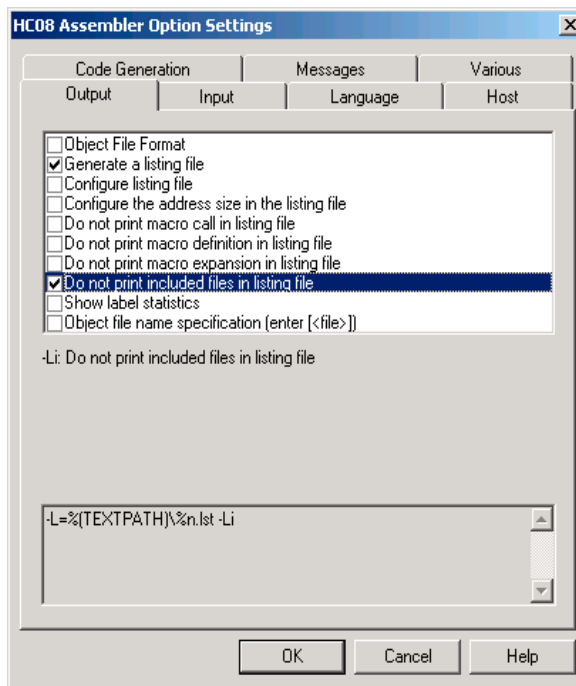 HC08 Assembler Option Settings
Code Generation Messages Various
Output Input Language Host
Object File Format
Generate a listing file
Configure listing file
Configure the address size in the listing file
Do not print macro call in listing file
Do not print macro definition in listing file
Do not print macro expansion in listing file
Do not print included files in listing file
Show label statistics
Object file name specification (enter [<file>])
-Li: Do not print included files in listing file
-L=%(TEXTPATH)\%n.lst -Li
OK Cancel Help